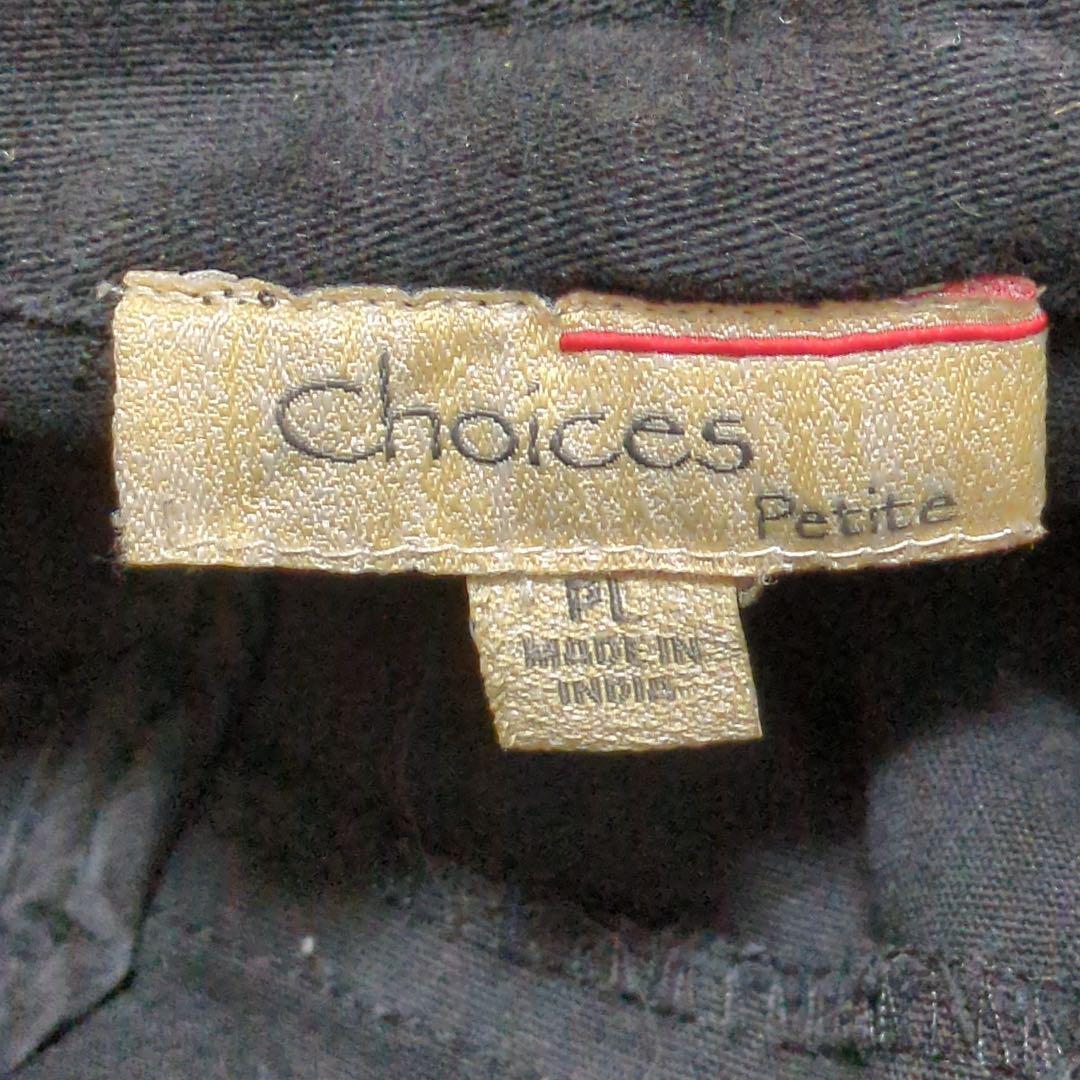 Choices
Petite
PL
MADE IN
INDIA